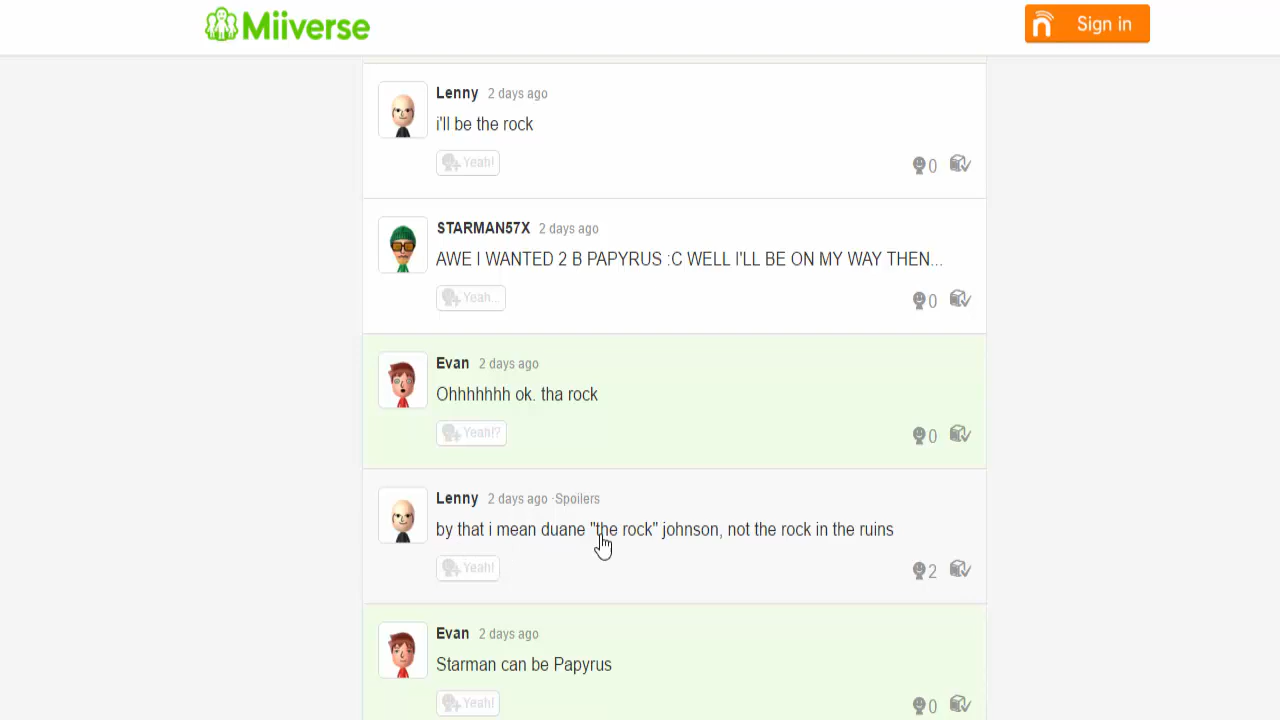 Miiverse
Sign in
Lenny 2 days ago
i'll be the rock
Yeah!
0
STARMAN57X 2 days ago
AWE I WANTED 2 B PAPYRUS :C WELL I'LL BE ON MY WAY THEN...
Yeah...
0
Evan 2 days ago
Ohhhhhhh ok. tha rock
Yeah!?
0
Lenny 2 days ago ·Spoilers
by that i mean duane "the rock" johnson, not the rock in the ruins
Yeah!
2
Evan 2 days ago
Starman can be Papyrus
Yeah!
0